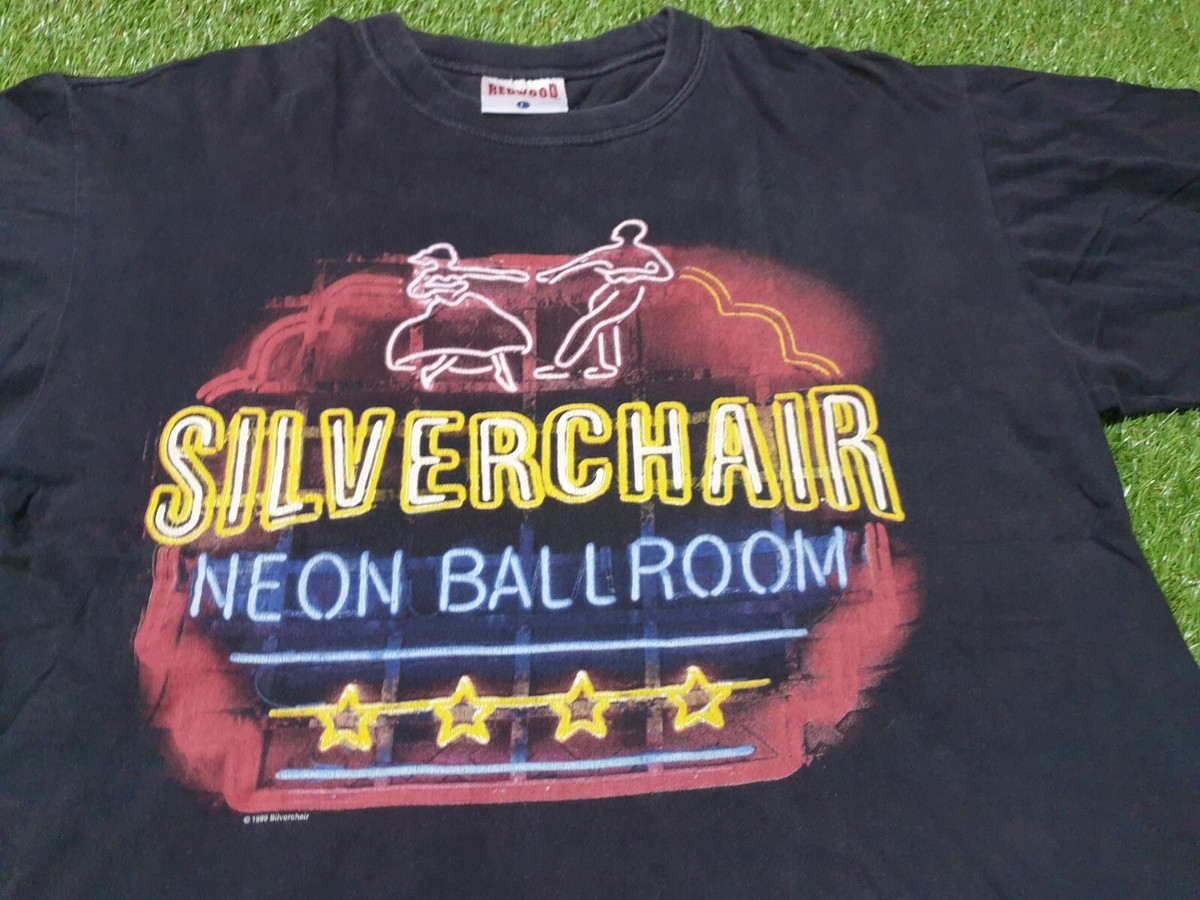 REDWOOD
L
SILVERCHAIR
NEON BALLROOM
© 1999 Silverchair